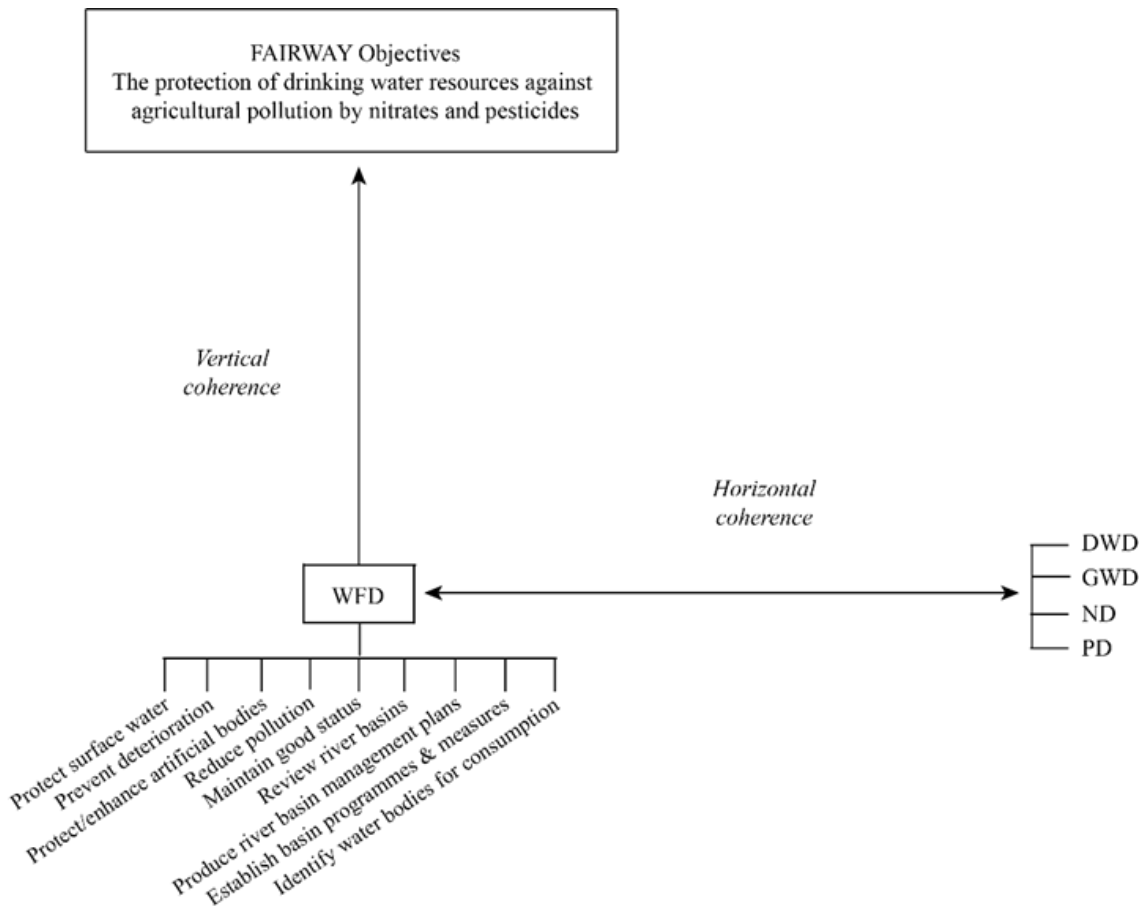 FAIRWAY Objectives
The protection of drinking water resources against
agricultural pollution by nitrates and pesticides
Vertical
coherence
Horizontal
coherence
WFD
DWD
GWD
ND
PD
Protect surface water
Prevent deterioration
Protect/enhance artificial bodies
Reduce pollution
Maintain good status
Review river basins
Produce river basin management plans
Establish basin programmes & measures
Identify water bodies for consumption